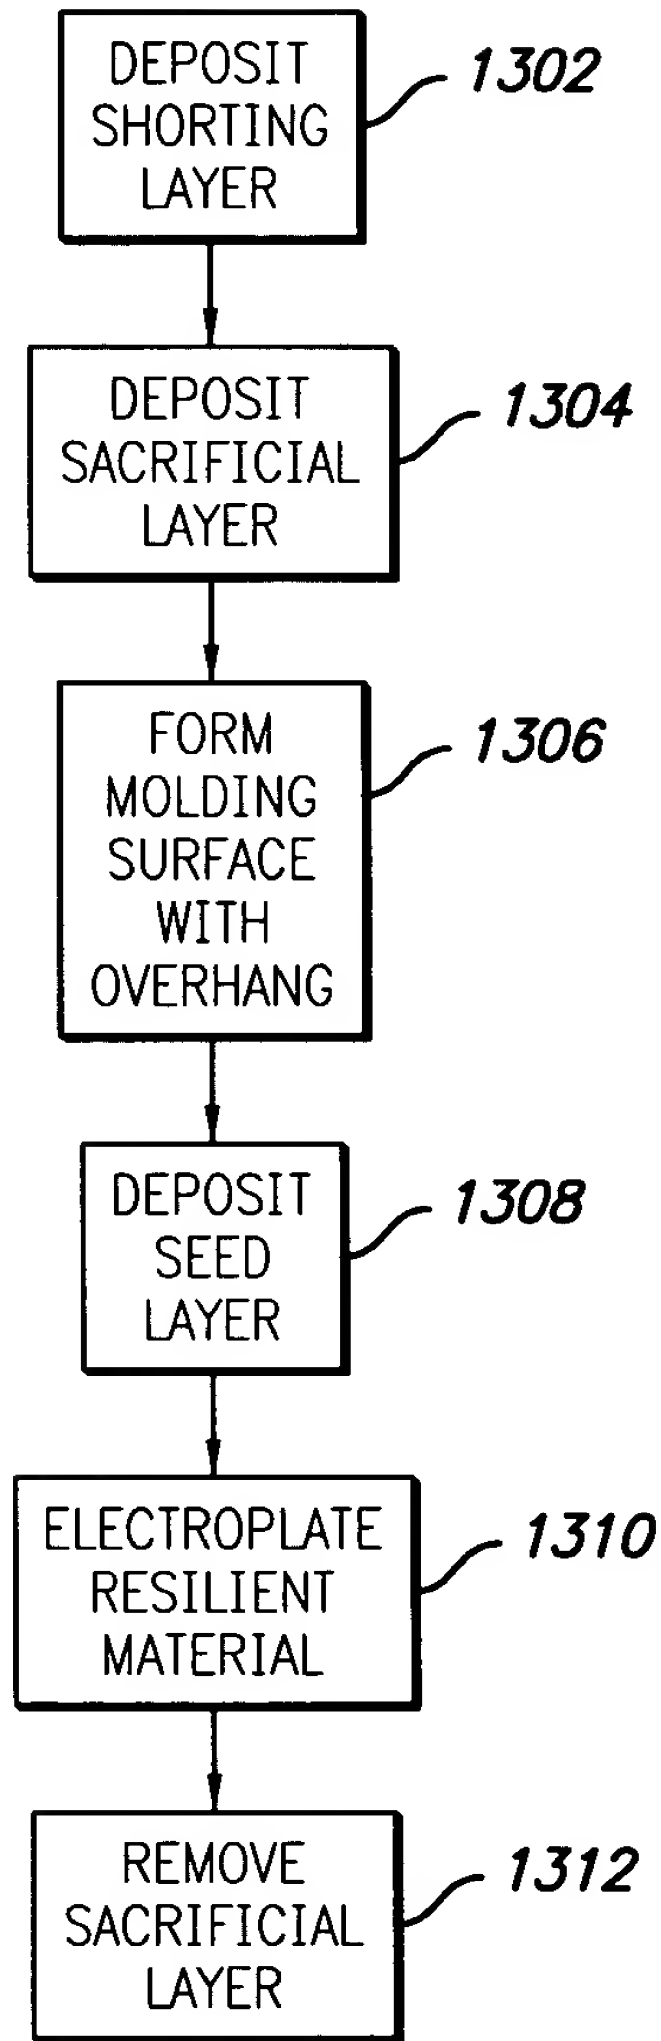 DEPOSIT
SHORTING
LAYER
1302
DEPOSIT
SACRIFICIAL
LAYER
1304
FORM
MOLDING
SURFACE
WITH
OVERHANG
1306
DEPOSIT
SEED
LAYER
1308
ELECTROPLATE
RESILIENT
MATERIAL
1310
REMOVE
SACRIFICIAL
LAYER
1312